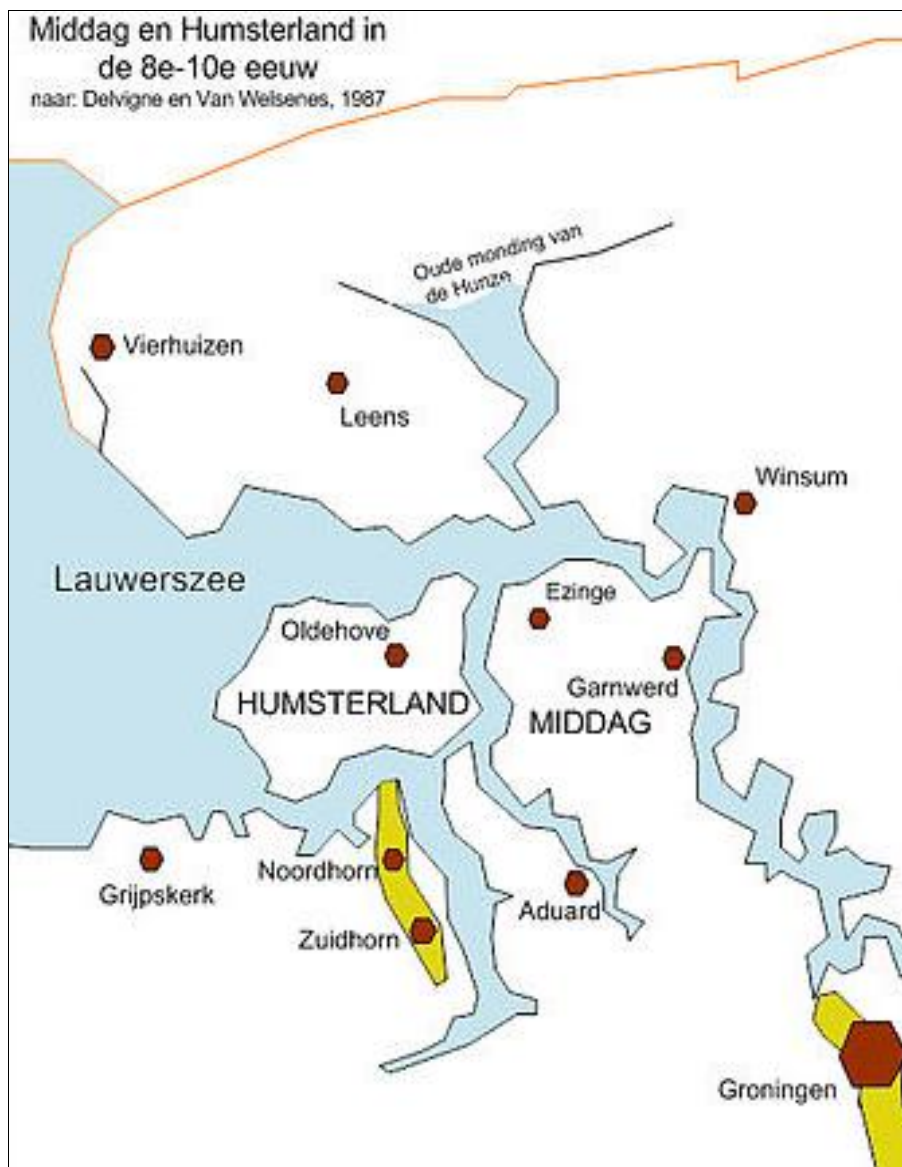 Middag en Humsterland in
de 8e-10e eeuw
naar: Delvigne en Van Welsenes, 1987
Oude monding van
de Hunze
Vierhuizen
Leens
Winsum
Lauwerszee
Ezinge
Oldehove
Garnwerd
HUMSTERLAND
MIDDAG
Noordhorn
Grijpskerk
Aduard
Zuidhorn
Groningen